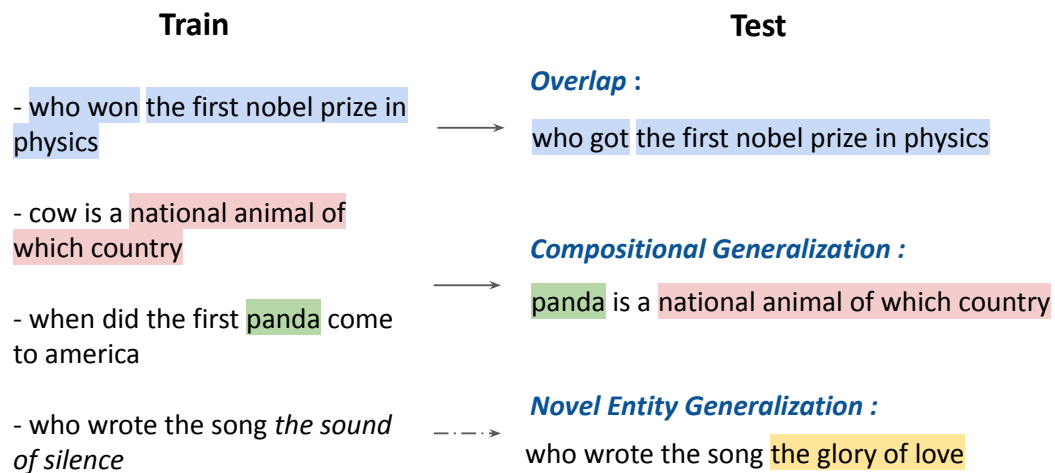 Train
- who won the first nobel prize in
physics
- cow is a national animal of
which country
- when did the first panda come
to america
- who wrote the song the sound
of silence
Test
Overlap :
who got the first nobel prize in physics
Compositional Generalization :
panda is a national animal of which country
Novel Entity Generalization :
who wrote the song the glory of love